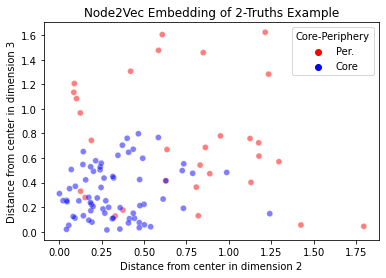 Node2Vec Embedding of 2-Truths Example
Core-Periphery
Per.
Core
Distance from center in dimension 3
1.6
1.4
1.2
1.0
0.8
0.6
0.4
0.2
0.0
0.00 0.25 0.50 0.75 1.00 1.25 1.50 1.75
Distance from center in dimension 2